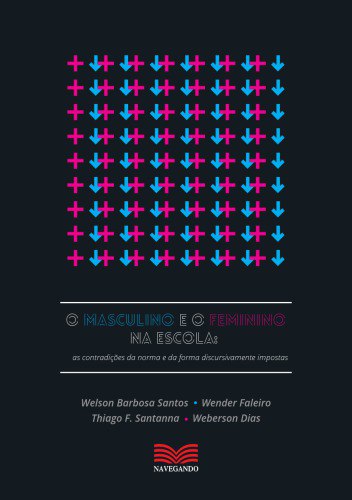 O MASCULINO E O FEMININO
NA ESCOLA:
as contradições da norma e da forma discursivamente impostas
Welson Barbosa Santos • Wender Faleiro
Thiago F. Santanna • Weberson Dias
NAVEGANDO